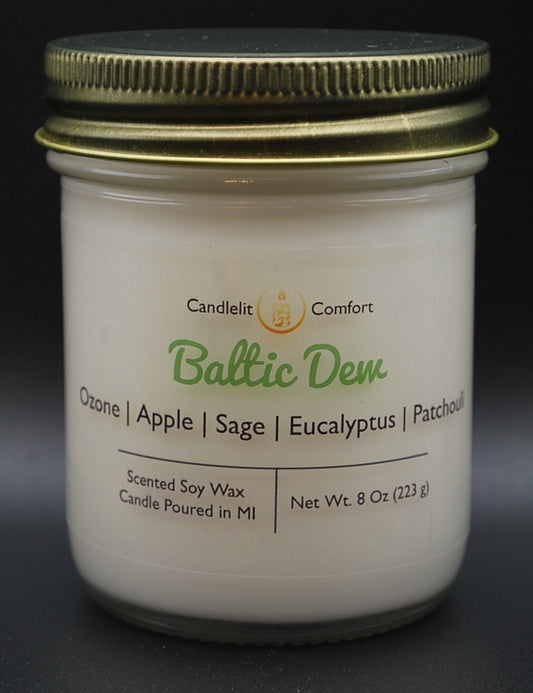 Candlelit Comfort
Baltic Dew
Ozone | Apple | Sage | Eucalyptus | Patchouli
Scented Soy Wax
Candle Poured in MI
Net Wt. 8 Oz (223 g)